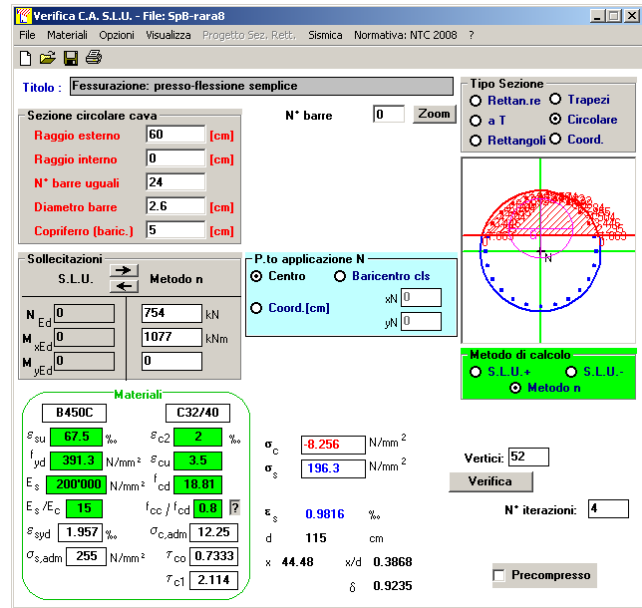 Verifica C.A. S.L.U. - File: SpB-rara8
File Materiali Opzioni Visualizza Progetto Sez. Rett. Sismica Normativa: NTC 2008 ?
Titolo : Fessurazione: presso-flessione semplice
Tipo Sezione
Rettan.re Trapezi
a T Circolare
Rettangoli Coord.
Sezione circolare cava
Raggio esterno 60 [cm]
Raggio interno 0 [cm]
N° barre uguali 24
Diametro barre 2.6 [cm]
Copriferro (baric.) 5 [cm]
N° barre 0 Zoom
N
Sollecitazioni
S.L.U. Metodo n
N Ed 0 754 kN
M xEd 0 1077 kNm
M yEd 0 0
P.to applicazione N
Centro Baricentro cls
Coord.[cm] xN 0
yN 0
Metodo di calcolo
S.L.U.+ S.L.U.-
Metodo n
Materiali
B450C C32/40
εsu 67.5 ‰ εc2 2 ‰
fyd 391.3 N/mm² εcu 3.5
Es 200'000 N/mm² fcd 18.81
Es/Ec 15 fcc / fcd 0.8 ?
εsyd 1.957 ‰ σc,adm 12.25
σs,adm 255 N/mm² τco 0.7333
τc1 2.114
σc -8.256 N/mm²
σs 196.3 N/mm²
εs 0.9816 ‰
d 115 cm
x 44.48 x/d 0.3868
δ 0.9235
Vertici: 52
Verifica
N° iterazioni: 4
Precompresso